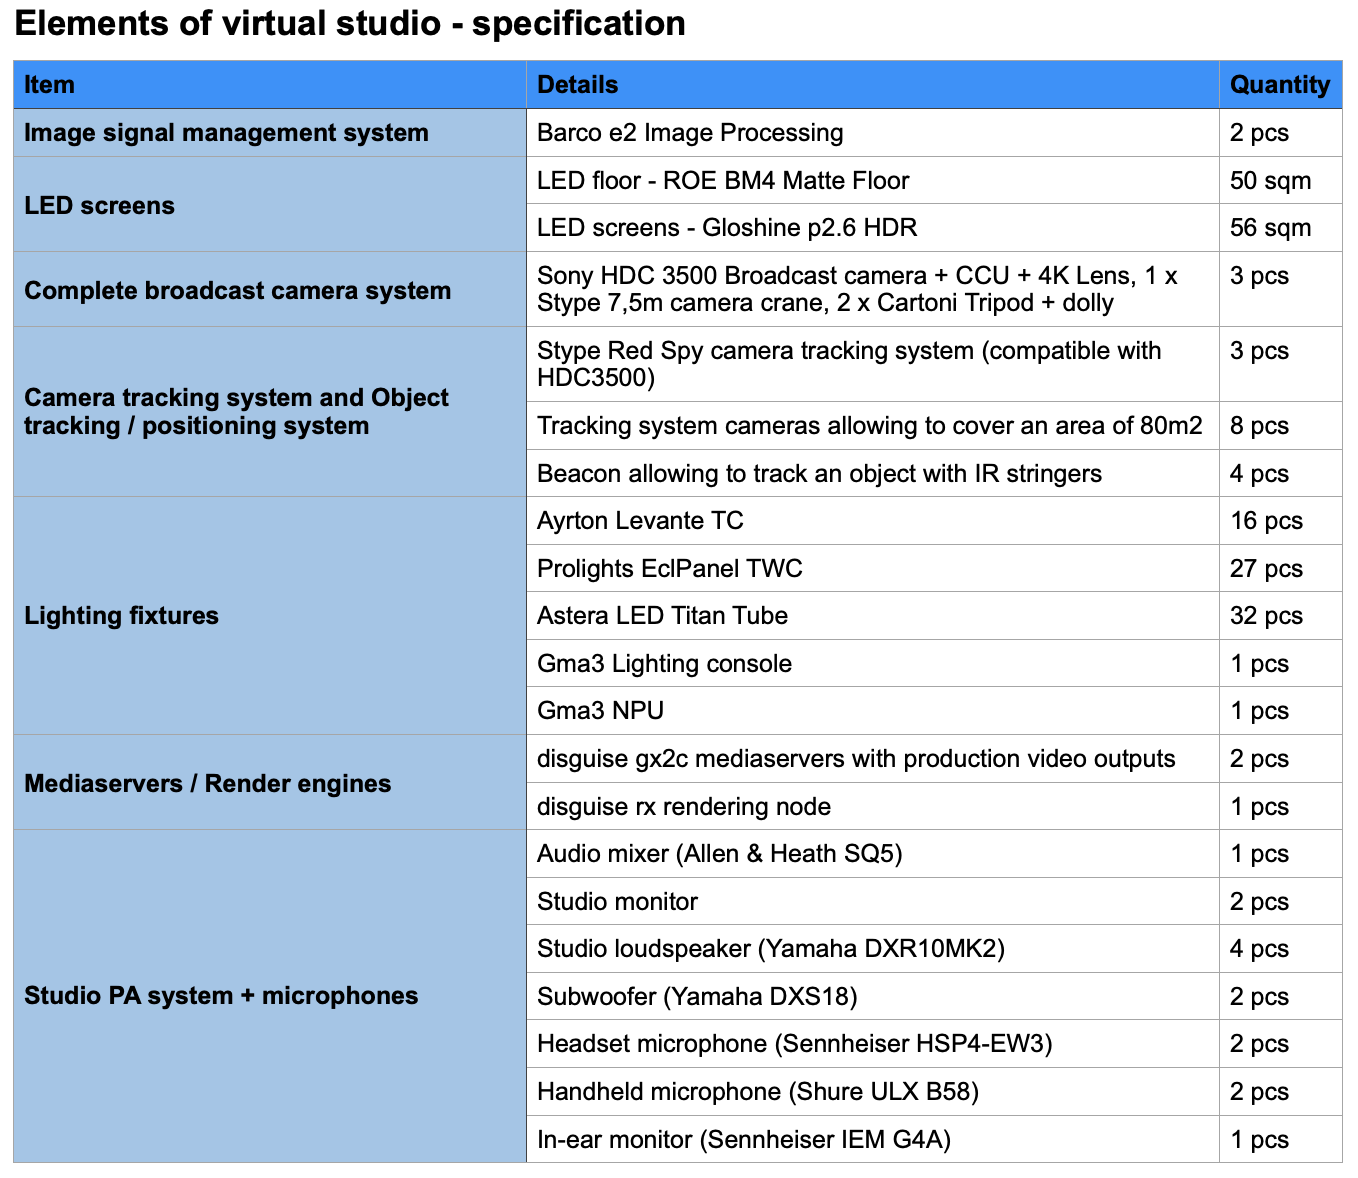 Elements of virtual studio - specification
Item Details Quantity
Image signal management system Barco e2 Image Processing 2 pcs
LED screens
LED floor - ROE BM4 Matte Floor 50 sqm
LED screens - Gloshine p2.6 HDR 56 sqm
Complete broadcast camera system
Sony HDC 3500 Broadcast camera + CCU + 4K Lens, 1 x 3 pcs
Stype 7,5m camera crane, 2 x Cartoni Tripod + dolly
Camera tracking system and Object
tracking / positioning system
Stype Red Spy camera tracking system (compatible with 3 pcs
HDC3500)
Tracking system cameras allowing to cover an area of 80m2 8 pcs
Beacon allowing to track an object with IR stringers 4 pcs
Lighting fixtures
Ayrton Levante TC 16 pcs
Prolights EclPanel TWC 27 pcs
Astera LED Titan Tube 32 pcs
Gma3 Lighting console 1 pcs
Gma3 NPU 1 pcs
Mediaservers / Render engines
disguise gx2c mediaservers with production video outputs 2 pcs
disguise rx rendering node 1 pcs
Studio PA system + microphones
Audio mixer (Allen & Heath SQ5) 1 pcs
Studio monitor 2 pcs
Studio loudspeaker (Yamaha DXR10MK2) 4 pcs
Subwoofer (Yamaha DXS18) 2 pcs
Headset microphone (Sennheiser HSP4-EW3) 2 pcs
Handheld microphone (Shure ULX B58) 2 pcs
In-ear monitor (Sennheiser IEM G4A) 1 pcs